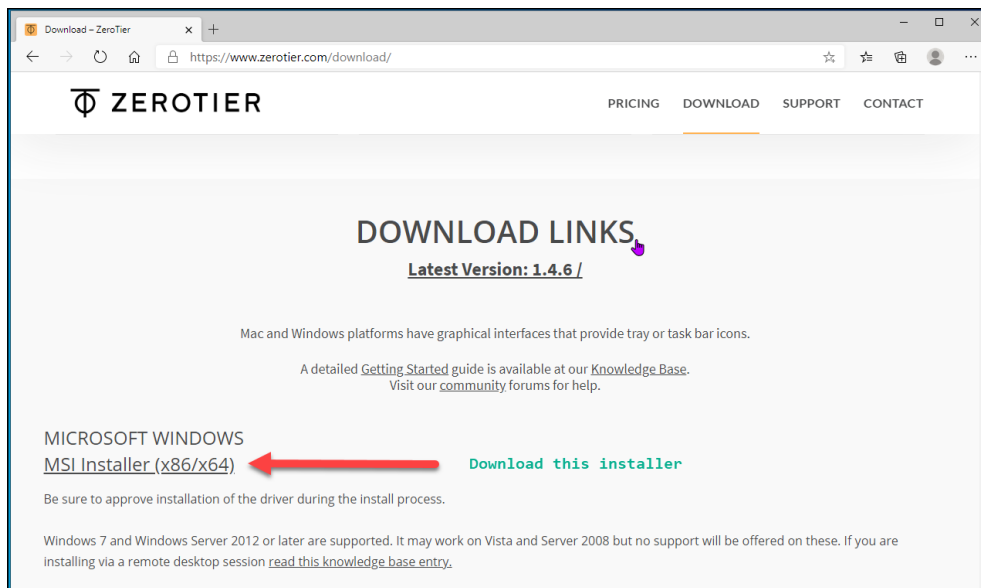 Download – ZeroTier
https://www.zerotier.com/download/
ZEROTIER
PRICING DOWNLOAD SUPPORT CONTACT
DOWNLOAD LINKS
Latest Version: 1.4.6 /
Mac and Windows platforms have graphical interfaces that provide tray or task bar icons.
A detailed Getting Started guide is available at our Knowledge Base.
Visit our community forums for help.
MICROSOFT WINDOWS
MSI Installer (x86/x64) Download this installer
Be sure to approve installation of the driver during the install process.
Windows 7 and Windows Server 2012 or later are supported. It may work on Vista and Server 2008 but no support will be offered on these. If you are
installing via a remote desktop session read this knowledge base entry.